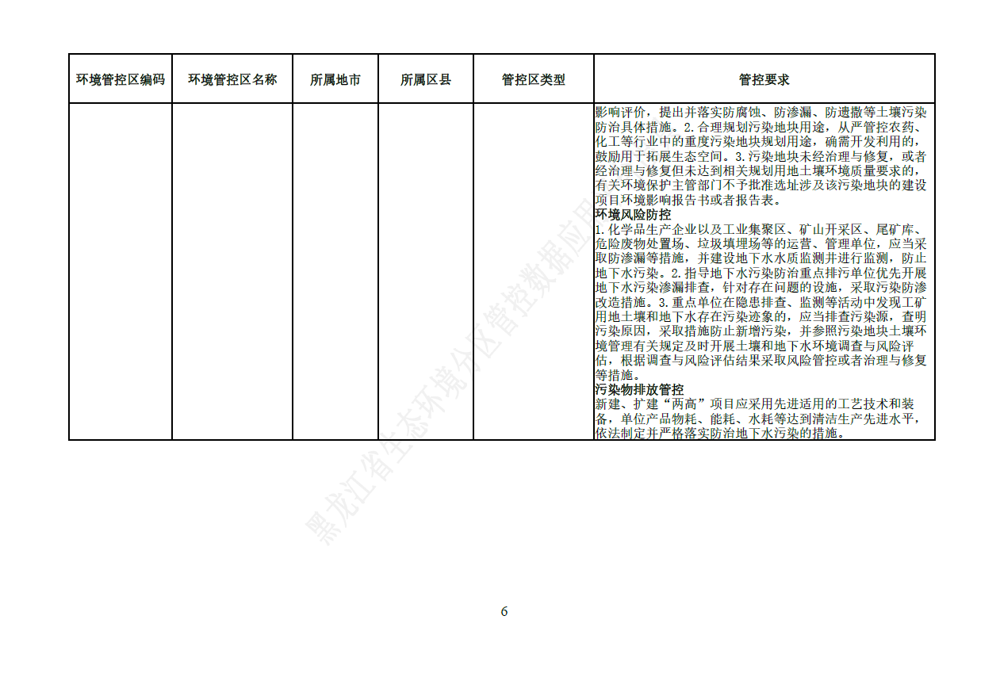 环境管控区编码 环境管控区名称 所属地市 所属区县 管控区类型 管控要求
影响评价，提出并落实防腐蚀、防渗漏、防遗撒等土壤污染
防治具体措施。2.合理规划污染地块用途，从严管控农药、
化工等行业中的重度污染地块规划用途，确需开发利用的，
鼓励用于拓展生态空间。3.污染地块未经治理与修复，或者
经治理与修复但未达到相关规划用地土壤环境质量要求的，
有关环境保护主管部门不予批准选址涉及该污染地块的建设
项目环境影响报告书或者报告表。
环境风险防控
1.化学品生产企业以及工业集聚区、矿山开采区、尾矿库、
危险废物处置场、垃圾填埋场等的运营、管理单位，应当采
取防渗漏等措施，并建设地下水水质监测井进行监测，防止
地下水污染。2.指导地下水污染防治重点排污单位优先开展
地下水污染渗漏排查，针对存在问题的设施，采取污染防渗
改造措施。3.重点单位在隐患排查、监测等活动中发现工矿
用地土壤和地下水存在污染迹象的，应当排查污染源，查明
污染原因，采取措施防止新增污染，并参照污染地块土壤环
境管理有关规定及时开展土壤和地下水环境调查与风险评
估，根据调查与风险评估结果采取风险管控或者治理与修复
等措施。
污染物排放管控
新建、扩建“两高”项目应采用先进适用的工艺技术和装
备，单位产品物耗、能耗、水耗等达到清洁生产先进水平，
依法制定并严格落实防治地下水污染的措施。
黑龙江省生态环境分区管控数据应用
6